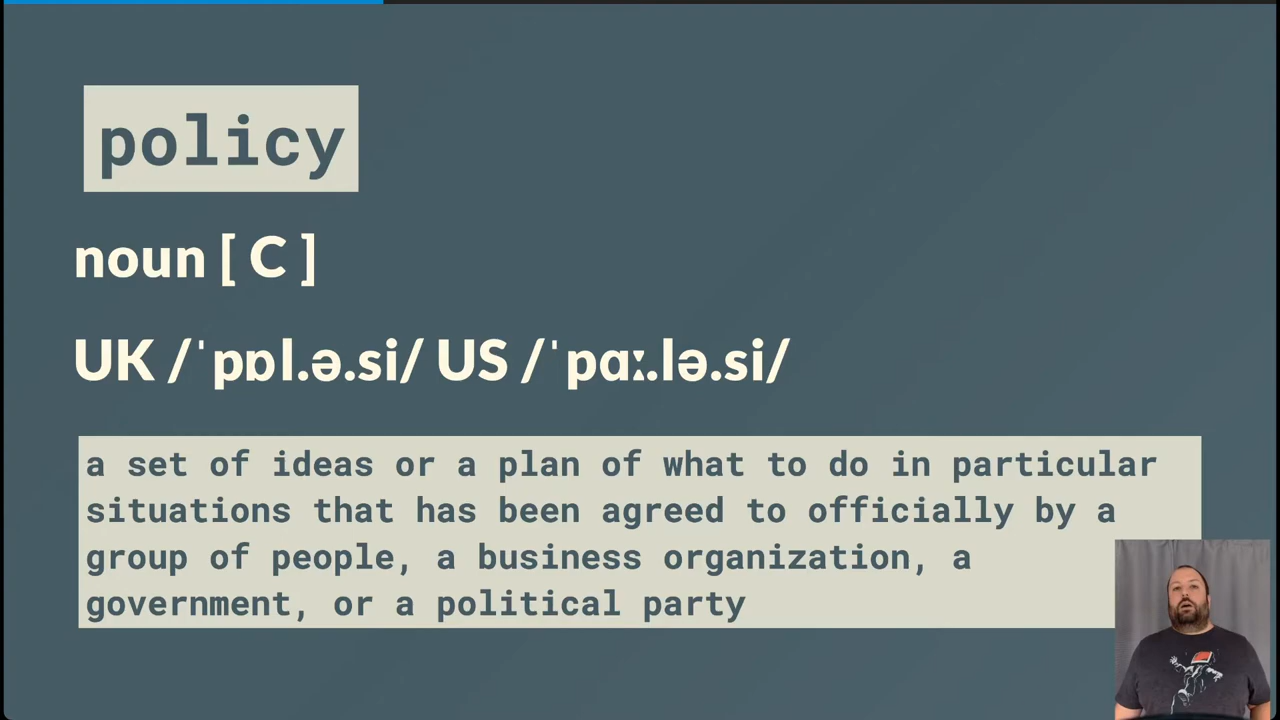 policy
noun [ C ]
UK /ˈpɒl.ə.si/ US /ˈpɑː.lə.si/
a set of ideas or a plan of what to do in particular
situations that has been agreed to officially by a
group of people, a business organization, a
government, or a political party